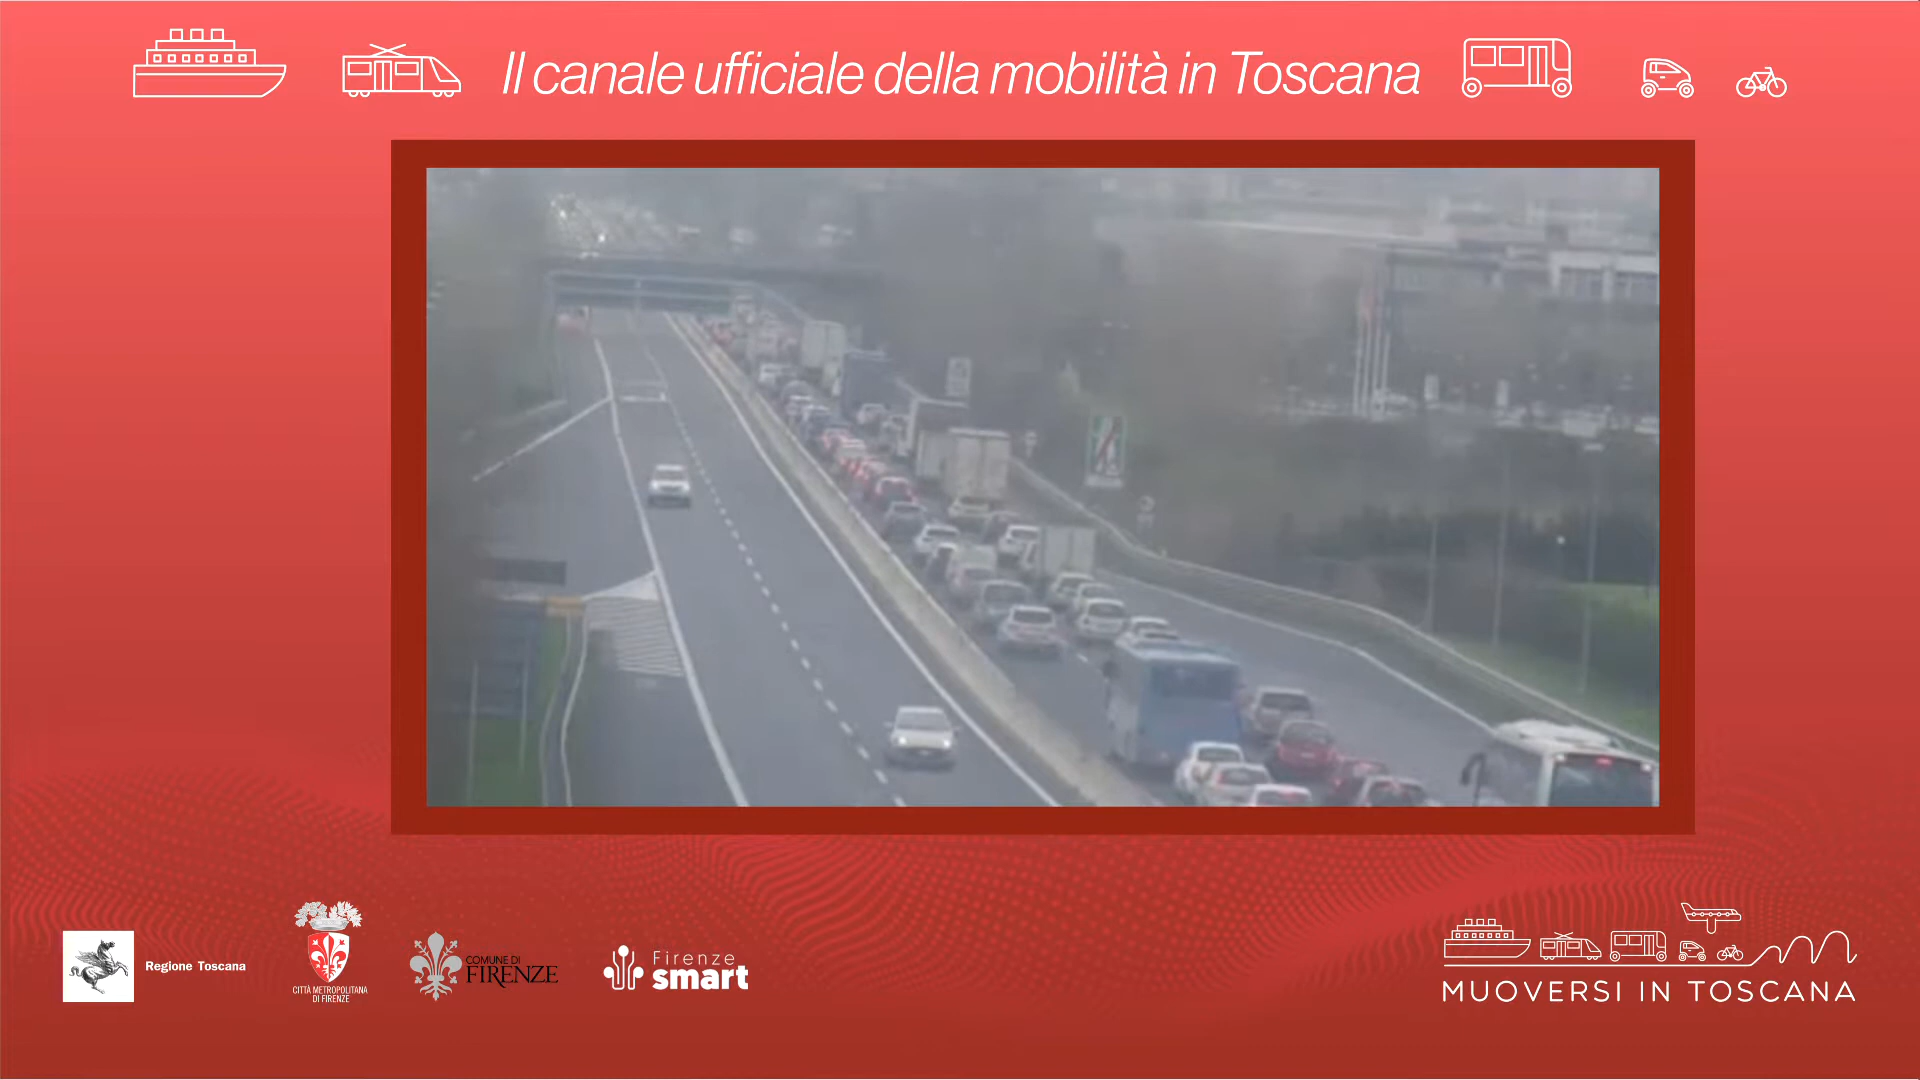 Il canale ufficiale della mobilità in Toscana
Regione Toscana
CITTÀ METROPOLITANA
DI FIRENZE
COMUNE DI
FIRENZE
Firenze
smart
MUOVERSI IN TOSCANA